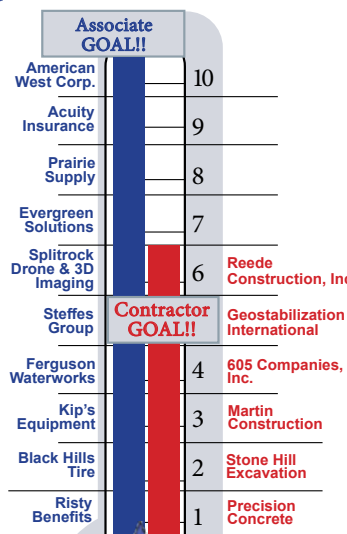 Associate
GOAL!!
American
West Corp.
10
Acuity
Insurance
9
Prairie
Supply
8
Evergreen
Solutions
7
Splitrock
Drone & 3D
Imaging
6
Reede
Construction, Inc
Steffes
Group
Contractor
GOAL!!
Geostabilization
International
Ferguson
Waterworks
4
605 Companies,
Inc.
Kip's
Equipment
3
Martin
Construction
Black Hills
Tire
2
Stone Hill
Excavation
Risty
Benefits
1
Precision
Concrete